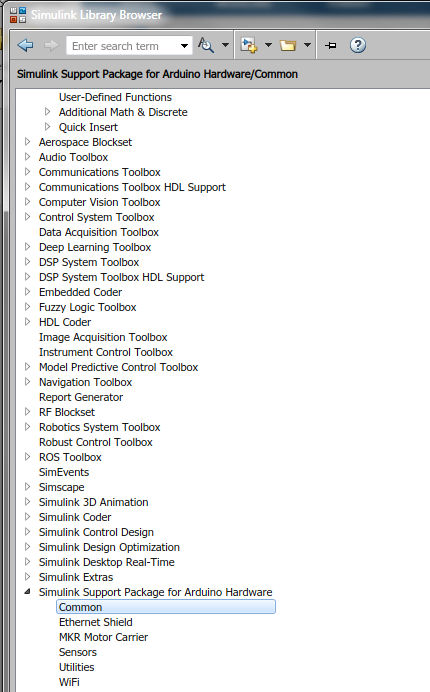 Simulink Library Browser
Enter search term
Simulink Support Package for Arduino Hardware/Common
User-Defined Functions
Additional Math & Discrete
Quick Insert
Aerospace Blockset
Audio Toolbox
Communications Toolbox
Communications Toolbox HDL Support
Computer Vision Toolbox
Control System Toolbox
Data Acquisition Toolbox
Deep Learning Toolbox
DSP System Toolbox
DSP System Toolbox HDL Support
Embedded Coder
Fuzzy Logic Toolbox
HDL Coder
Image Acquisition Toolbox
Instrument Control Toolbox
Model Predictive Control Toolbox
Navigation Toolbox
Report Generator
RF Blockset
Robotics System Toolbox
Robust Control Toolbox
ROS Toolbox
SimEvents
Simscape
Simulink 3D Animation
Simulink Coder
Simulink Control Design
Simulink Design Optimization
Simulink Desktop Real-Time
Simulink Extras
Simulink Support Package for Arduino Hardware
Common
Ethernet Shield
MKR Motor Carrier
Sensors
Utilities
WiFi